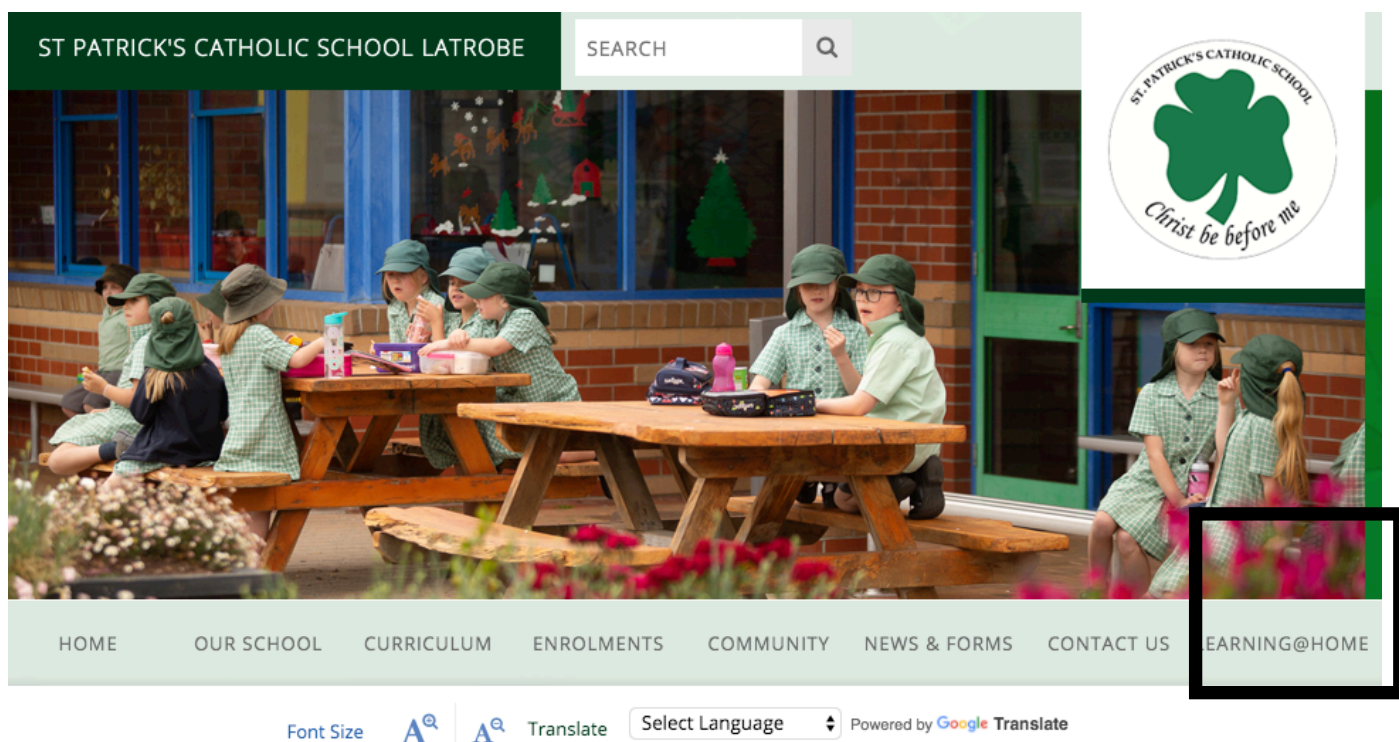 ST PATRICK'S CATHOLIC SCHOOL LATROBE
SEARCH
ST. PATRICK'S CATHOLIC SCHOOL
Christ be before me
HOME
OUR SCHOOL
CURRICULUM
ENROLMENTS
COMMUNITY
NEWS & FORMS
CONTACT US
LEARNING@HOME
Font Size
A
A
Translate
Select Language
Powered by Google Translate